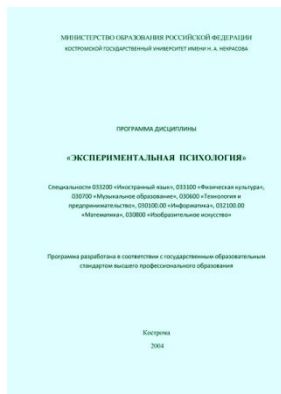 МИНИСТЕРСТВО ОБРАЗОВАНИЯ РОССИЙСКОЙ ФЕДЕРАЦИИ
КОСТРОМСКОЙ ГОСУДАРСТВЕННЫЙ УНИВЕРСИТЕТ ИМЕНИ Н. А. НЕКРАСОВА
ПРОГРАММА ДИСЦИПЛИНЫ
«ЭКСПЕРИМЕНТАЛЬНАЯ ПСИХОЛОГИЯ»
Специальности 033200 «Иностранный язык», 033100 «Физическая культура»,
030700 «Музыкальное образование», 030600 «Технология и
предпринимательство», 030100.00 «Информатика», 032100.00
«Математика», 030800 «Изобразительное искусство»
Программа разработана в соответствии с государственным образовательным
стандартом высшего профессионального образования
Кострома
2004